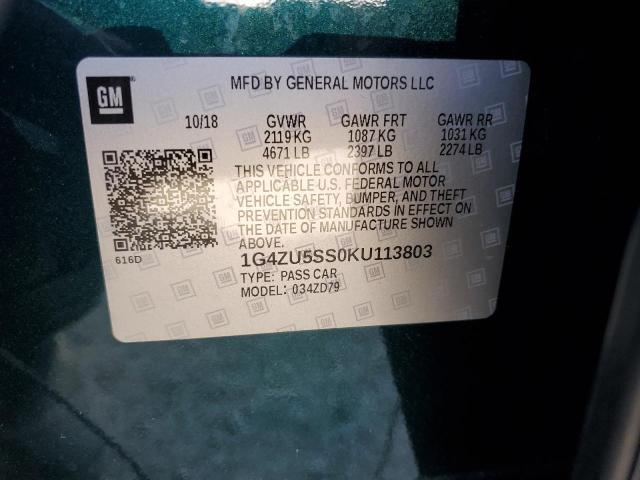 GM
MFD BY GENERAL MOTORS LLC
10/18 GVWR GAWR FRT GAWR RR
2119 KG 1087 KG 1031 KG
4671 LB 2397 LB 2274 LB
THIS VEHICLE CONFORMS TO ALL
APPLICABLE U.S. FEDERAL MOTOR
VEHICLE SAFETY, BUMPER, AND THEFT
PREVENTION STANDARDS IN EFFECT ON
THE DATE OF MANUFACTURE SHOWN
ABOVE.
616D
1G4ZU5SS0KU113803
TYPE: PASS CAR
MODEL: 034ZD79